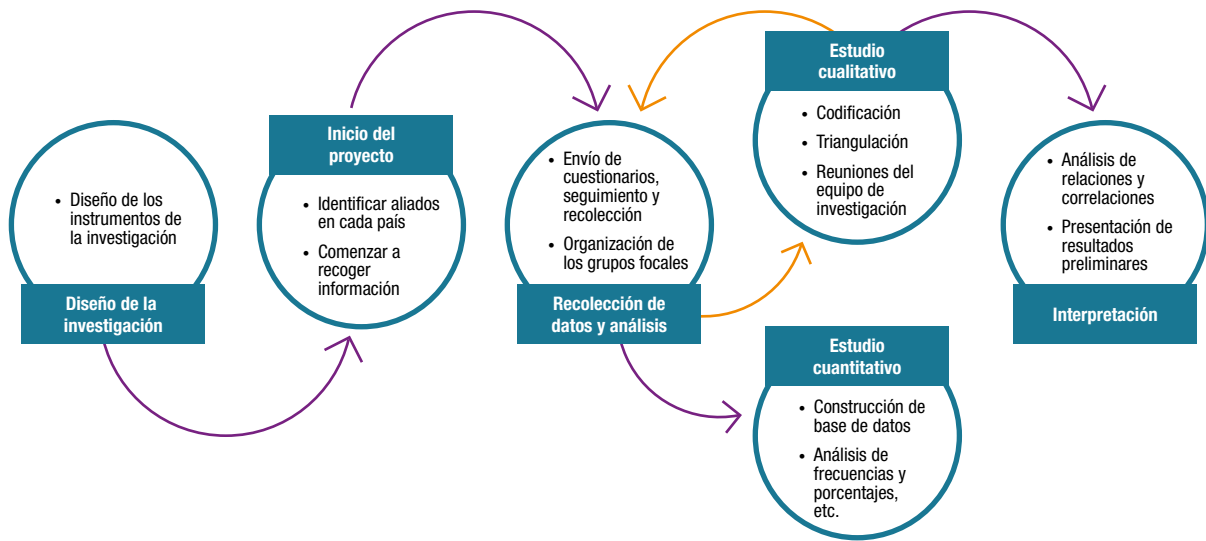 • Diseño de los
instrumentos de
la investigación
Diseño de la
investigación
Inicio del
proyecto
• Identificar aliados
en cada país
• Comenzar a
recoger
información
• Envío de
cuestionarios,
seguimiento y
recolección
• Organización de
los grupos focales
Recolección de
datos y análisis
Estudio
cualitativo
• Codificación
• Triangulación
• Reuniones del
equipo de
investigación
Estudio
cuantitativo
• Construcción de
base de datos
• Análisis de
frecuencias y
porcentajes,
etc.
• Análisis de
relaciones y
correlaciones
• Presentación de
resultados
preliminares
Interpretación